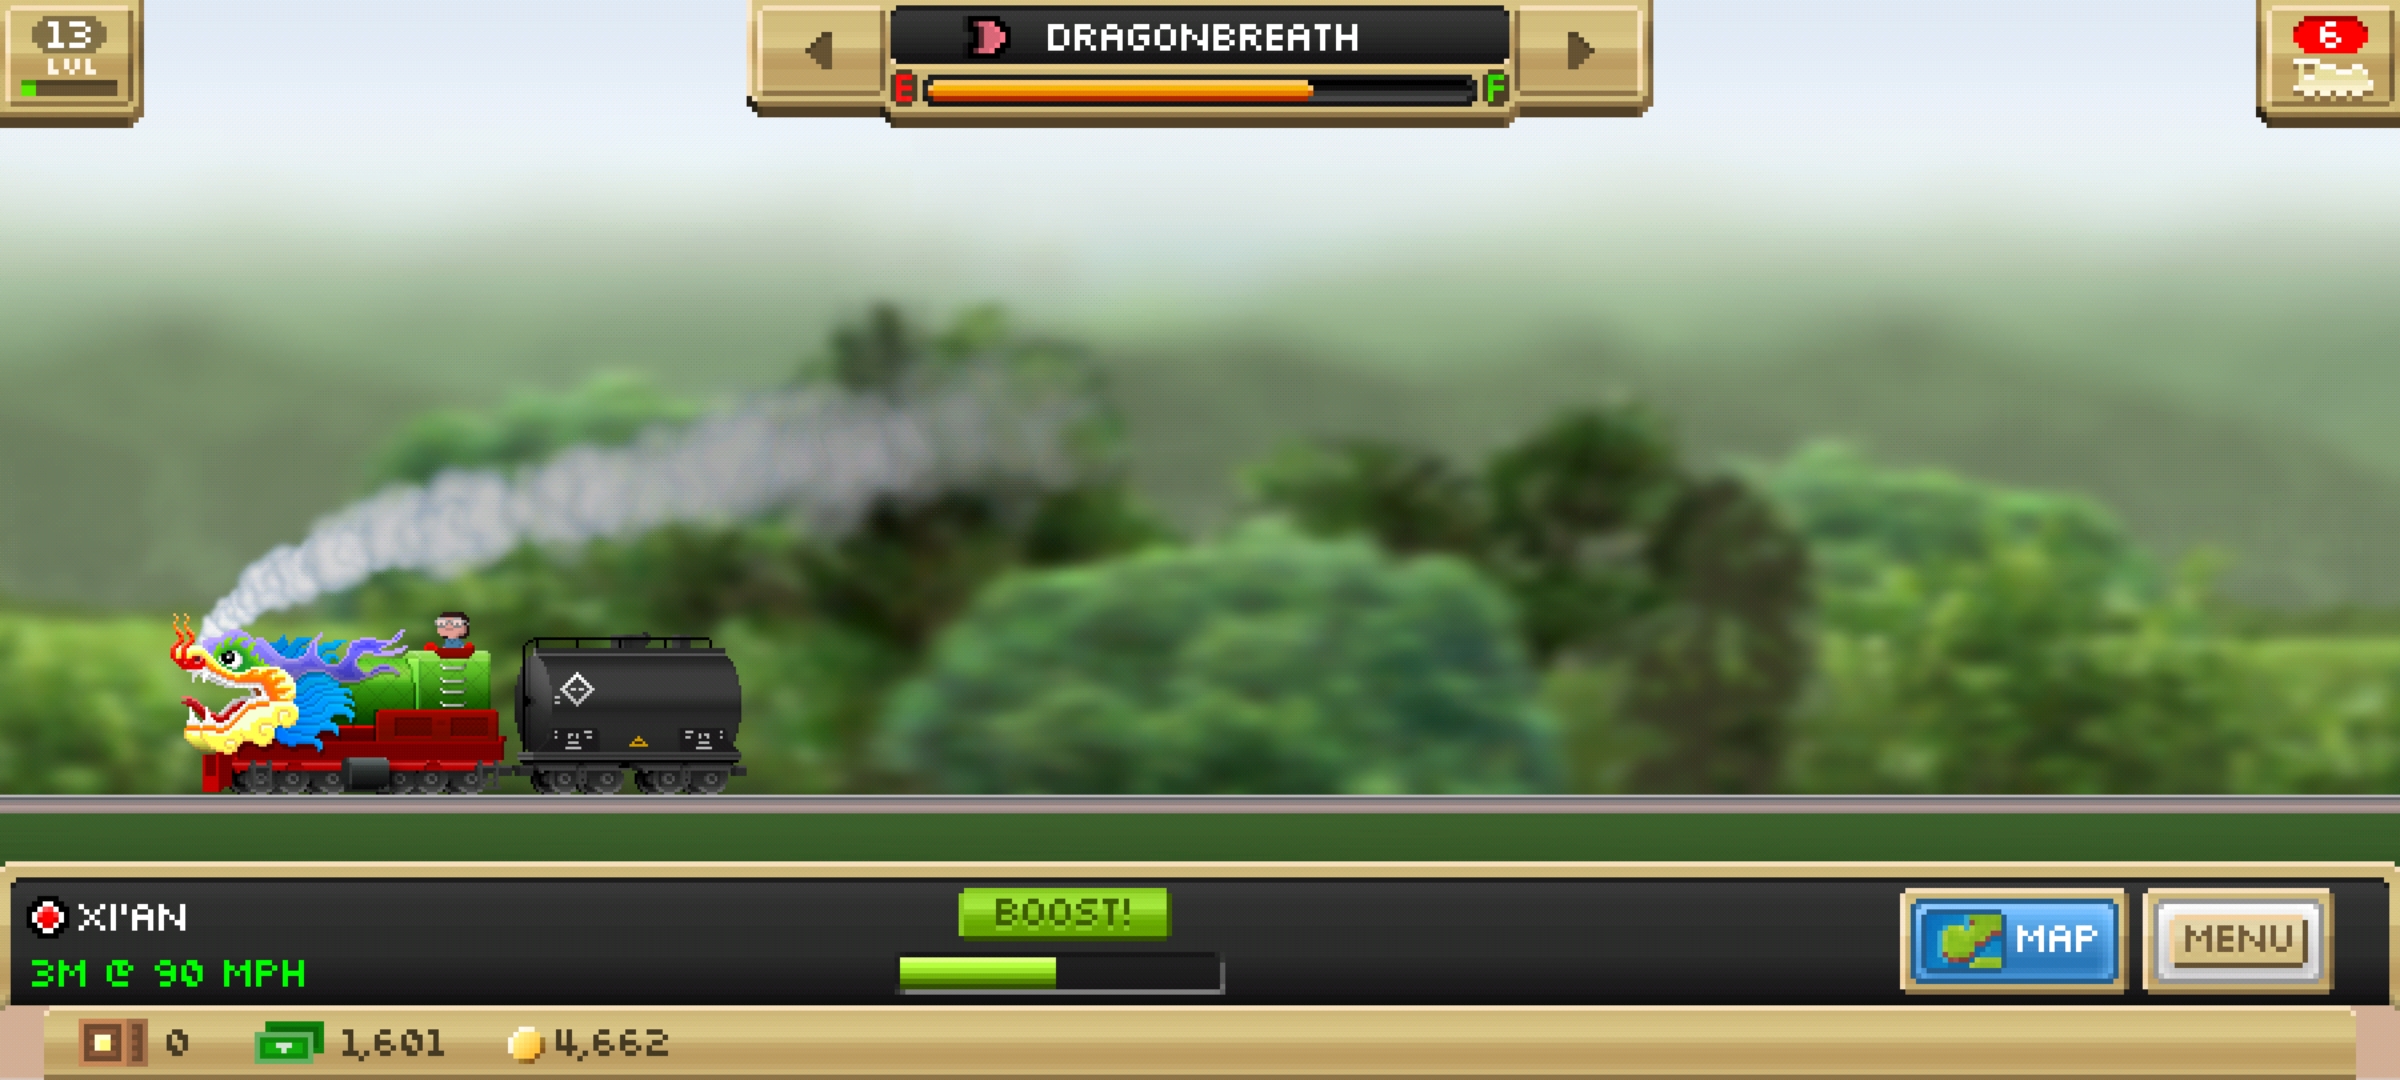 13
LVL
DRAGONBREATH
E F
6
XI'AN
3M @ 90 MPH
BOOST!
MAP
MENU
0
1,601
4,662